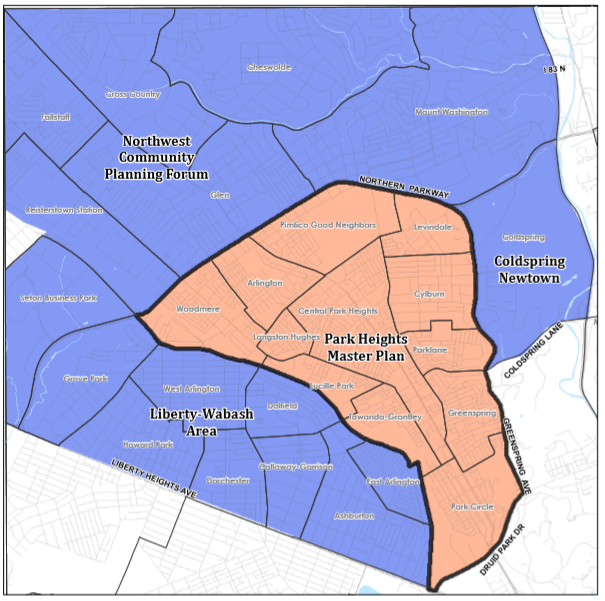 Cheswolde
I 83 N
Cross Country
Mount Washington
Fallstaff
Northwest
Community
Planning Forum
NORTHERN PARKWAY
Glen
Reisterstown Station
Pimlico Good Neighbors
Levindale
Coldspring
Coldspring
Newtown
Arlington
Seton Business Park
Cylburn
Woodmere
Central Park Heights
Langston Hughes
Park Heights
Master Plan
Parklane
COLDSPRING LANE
Grove Park
West Arlington
Lucille Park
Dolfield
Liberty-Wabash
Area
Towanda-Grantley
Greenspring
GREENSPRING AVE
Howard Park
LIBERTY HEIGHTS AVE
Dorchester
Callaway-Garrison
East Arlington
Park Circle
Ashburton
DRUID PARK DR